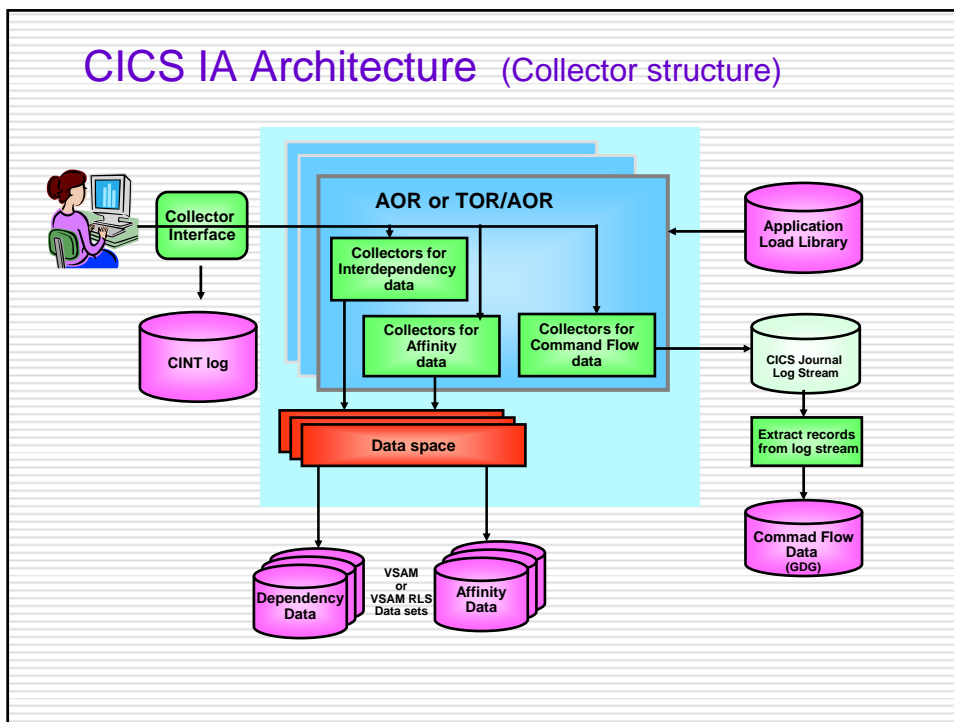 CICS IA Architecture (Collector structure)
AOR or TOR/AOR
Collector
Interface
Application
Load Library
Collectors for
Interdependency
data
Collectors for
Affinity
data
Collectors for
Command Flow
data
CINT log
CICS Journal
Log Stream
Data space
Extract records
from log stream
Commad Flow
Data
(GDG)
Dependency
Data
VSAM
or
VSAM RLS
Data sets
Affinity
Data